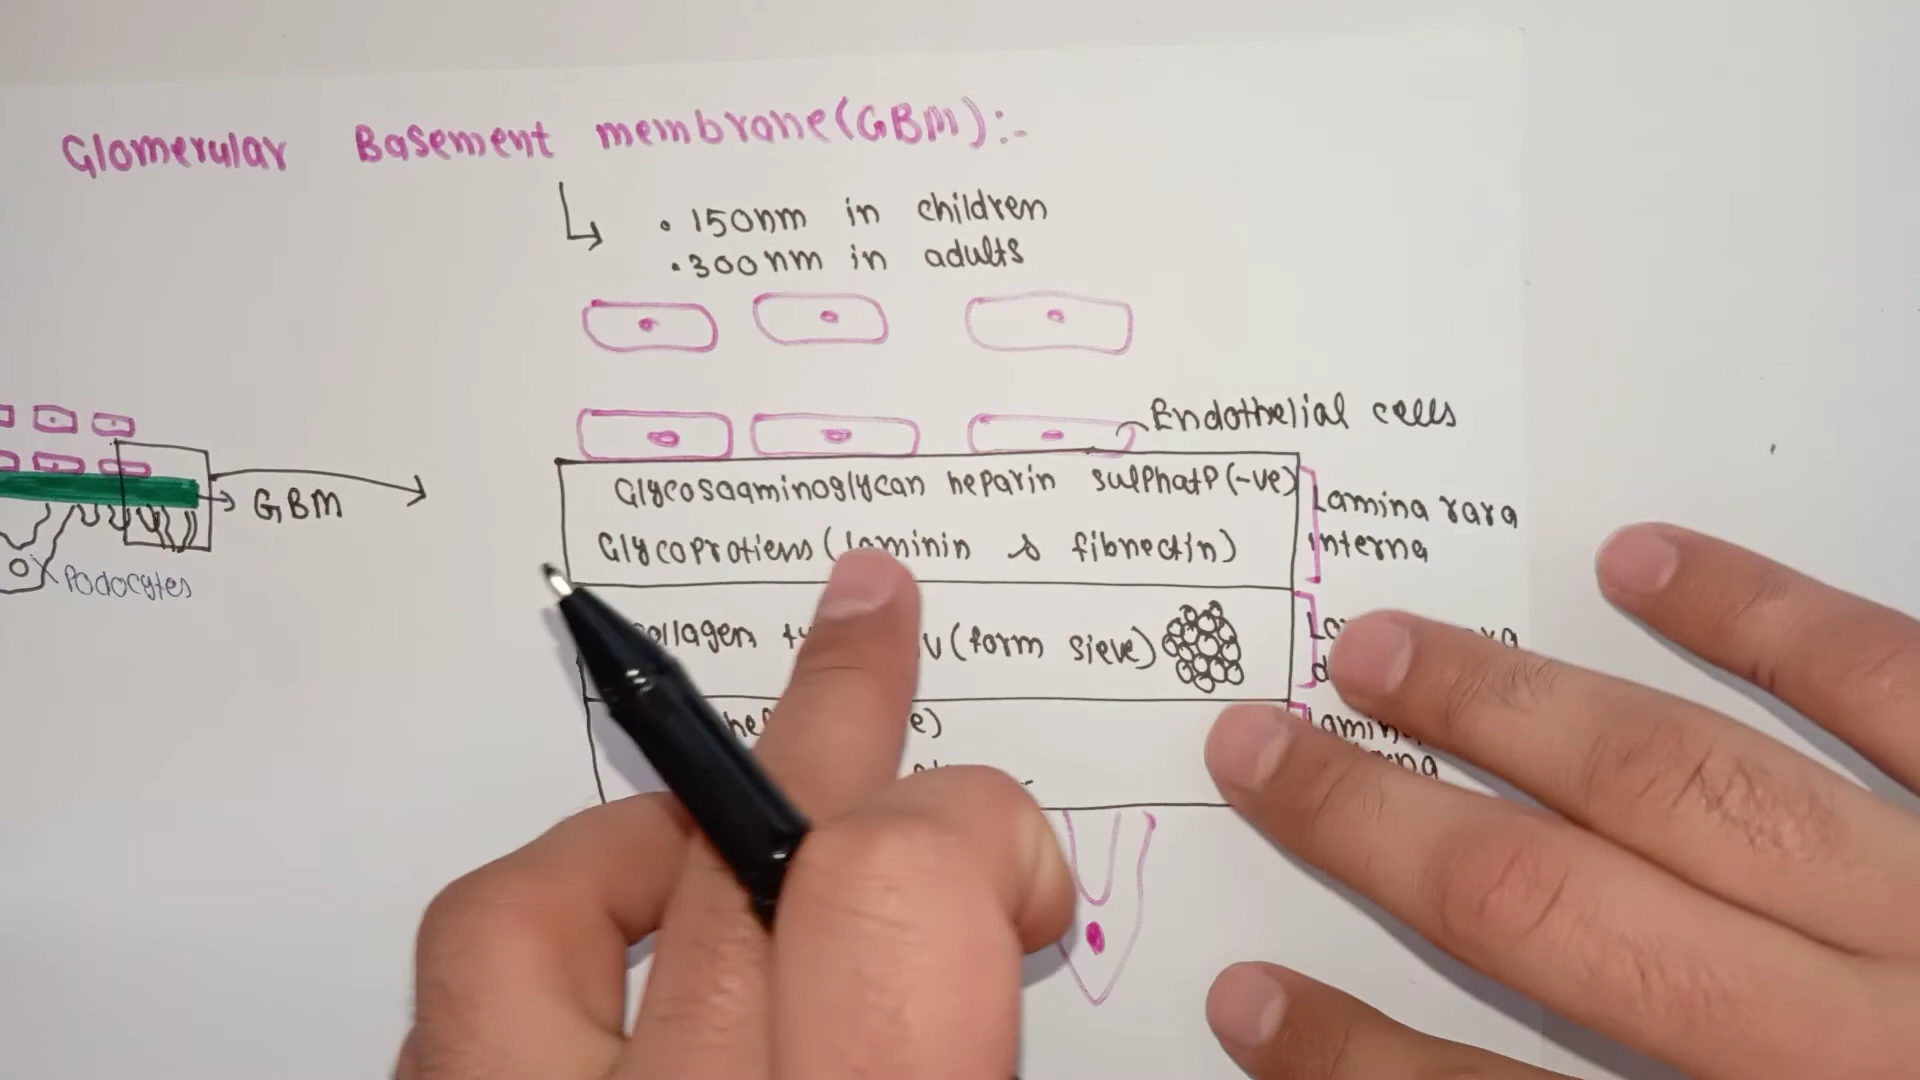 Glomerular Basement membrane(GBM):-
• 150nm in children
• 300nm in adults
Endothelial cells
Glycosaaminoglycan heparin sulphate (-ve)
Glycoprotiens (laminin & fibnectin)
Lamina rara
interna
collagen
(form sieve)
GBM
Podocytes